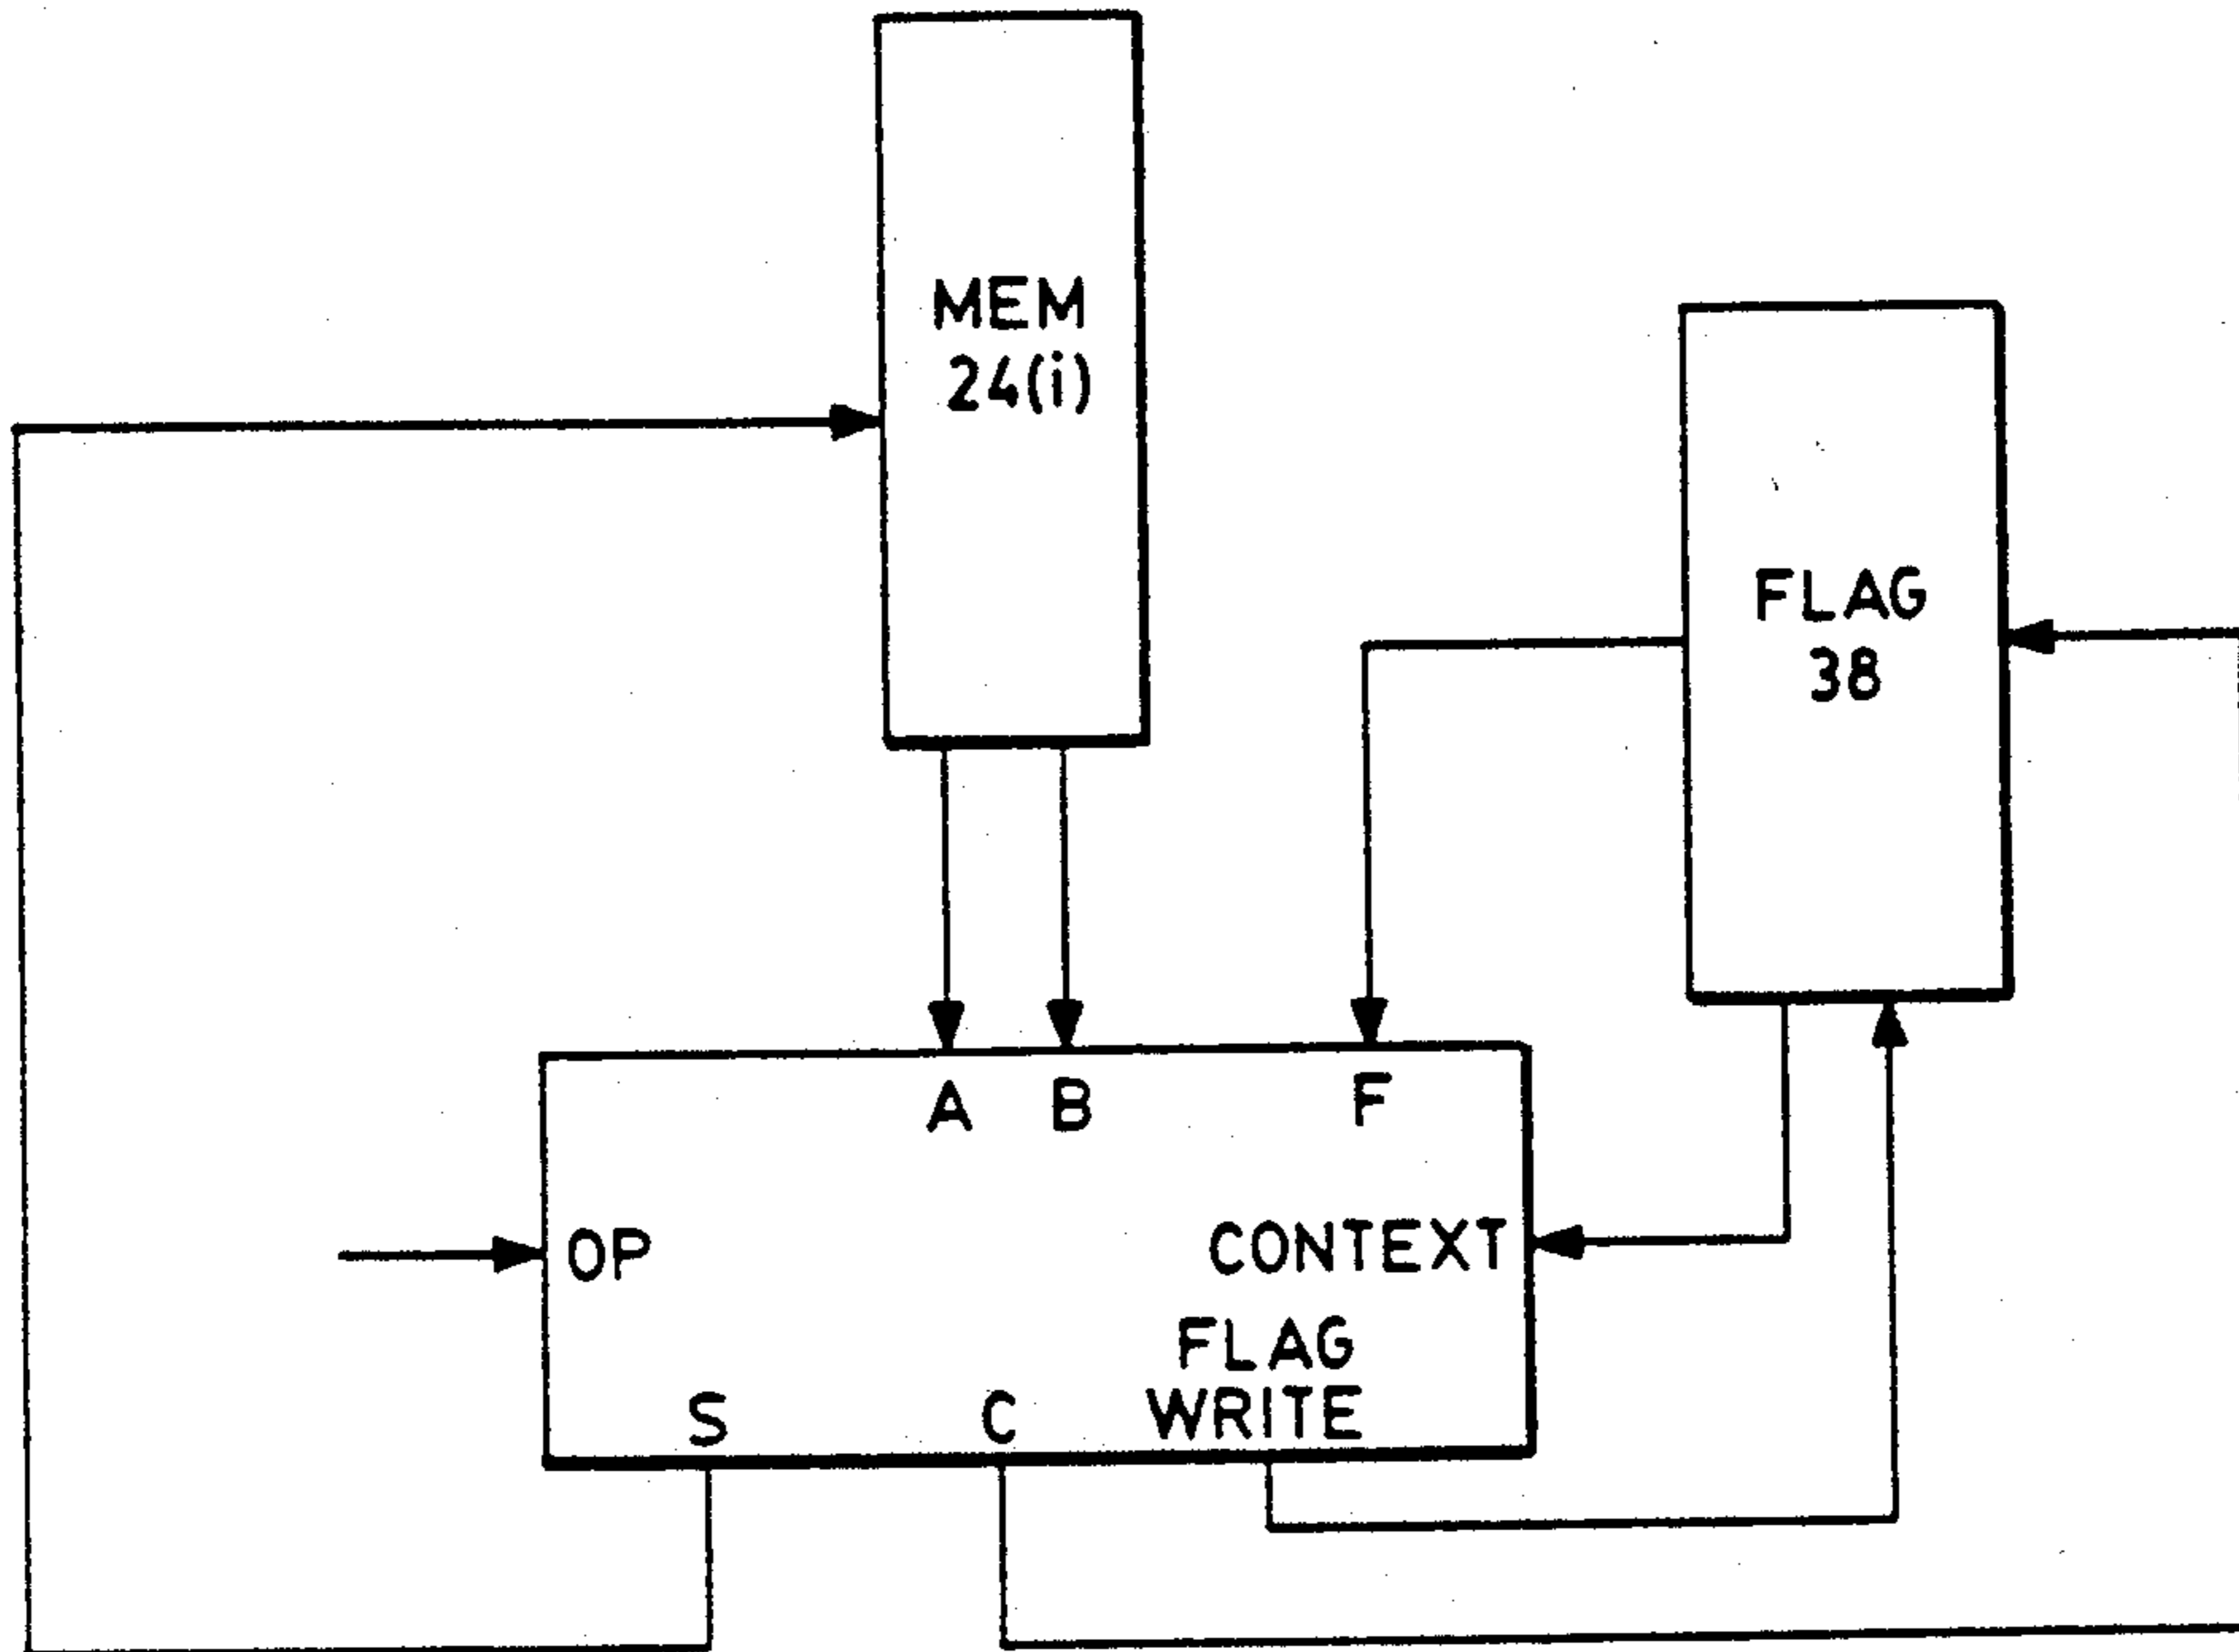 MEM
24(i)
FLAG
38
A B F
OP
CONTEXT
FLAG
WRITE
S C